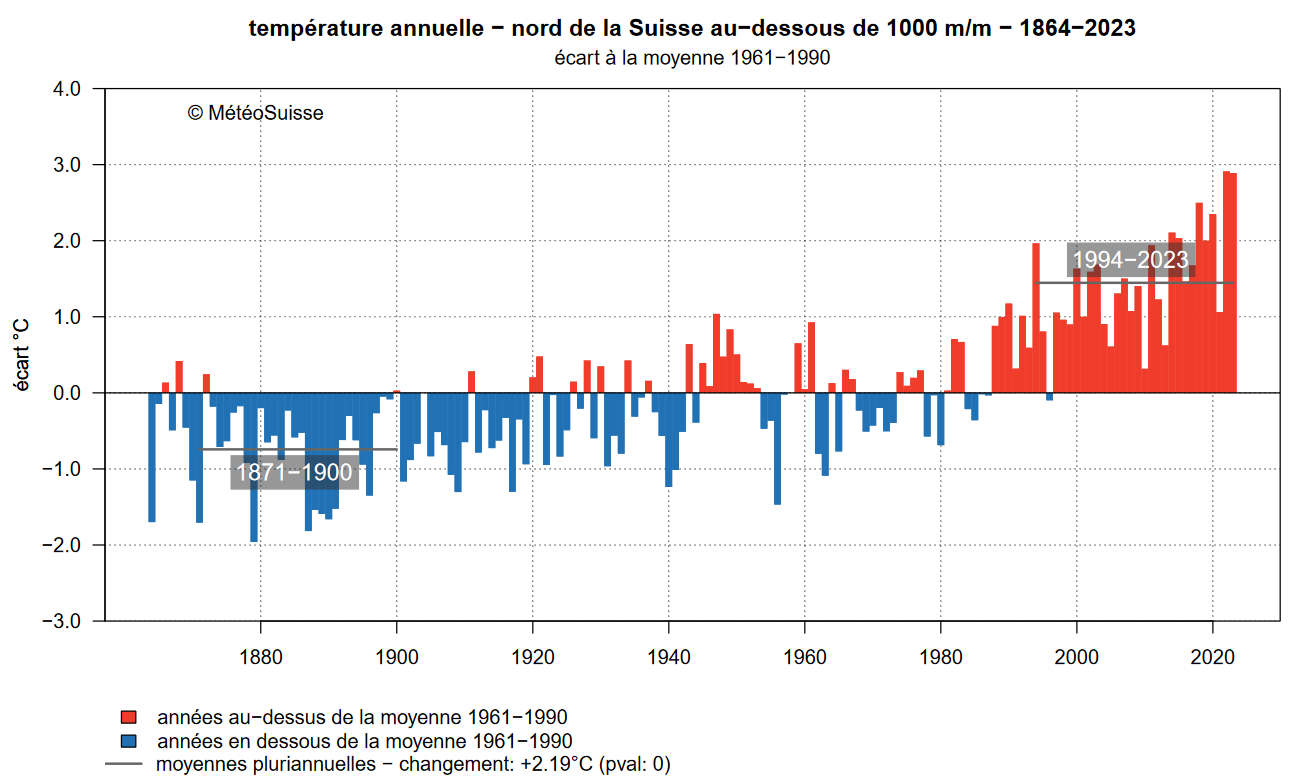 température annuelle − nord de la Suisse au−dessous de 1000 m/m − 1864−2023
écart à la moyenne 1961−1990
© MétéoSuisse
4.0
3.0
2.0
1.0
0.0
−1.0
−2.0
−3.0
écart °C
1871−1900
1994−2023
1880 1900 1920 1940 1960 1980 2000 2020
années au−dessus de la moyenne 1961−1990
années en dessous de la moyenne 1961−1990
moyennes pluriannuelles − changement: +2.19°C (pval: 0)